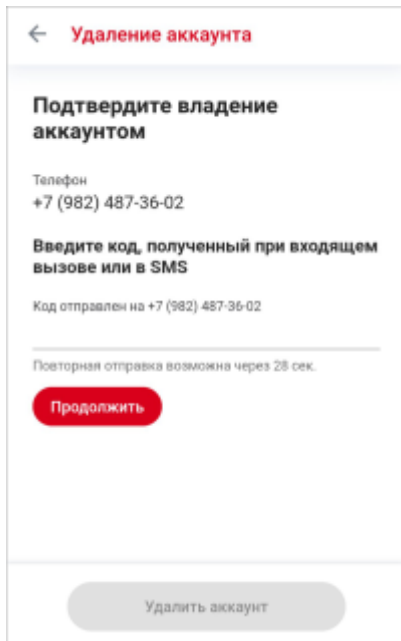 Удаление аккаунта
Подтвердите владение
аккаунтом
Телефон
+7 (982) 487-36-02
Введите код, полученный при входящем
вызове или в SMS
Код отправлен на +7 (982) 487-36-02
Повторная отправка возможна через 28 сек.
Продолжить
Удалить аккаунт